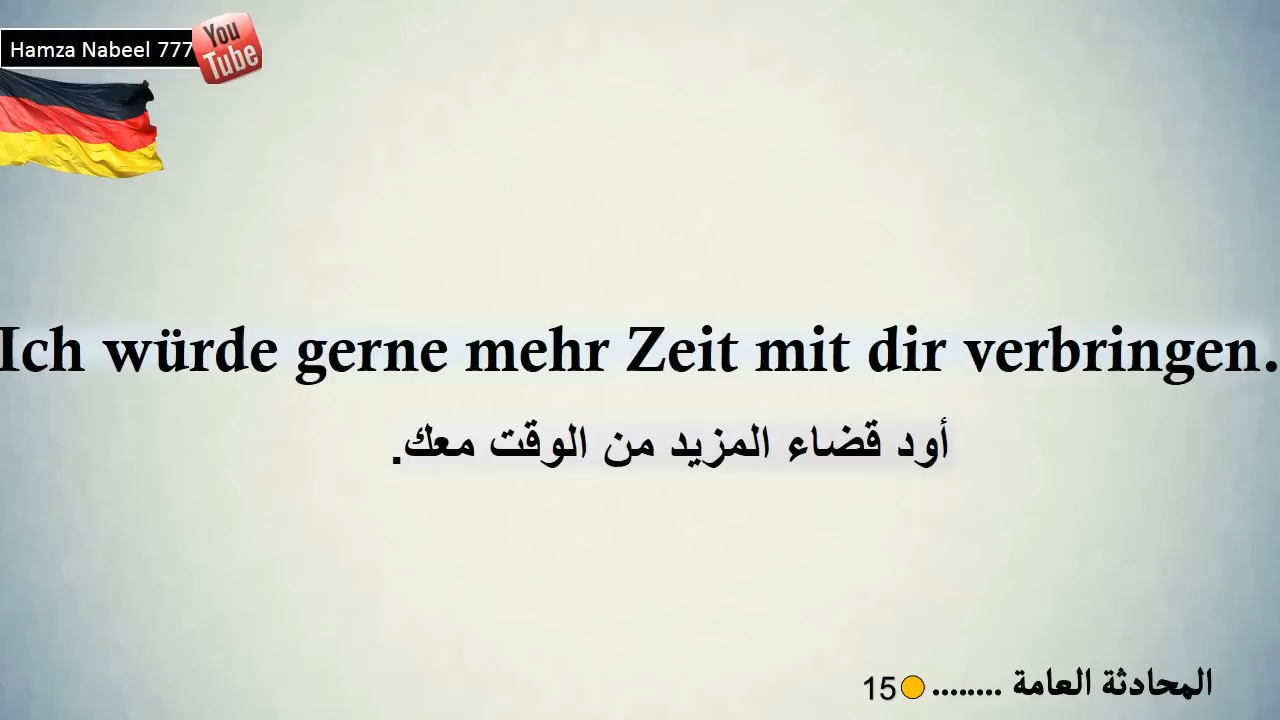 Hamza Nabeel 777
You
Tube
Ich würde gerne mehr Zeit mit dir verbringen.
أود قضاء المزيد من الوقت معك.
المحادثة العامة ........ 15